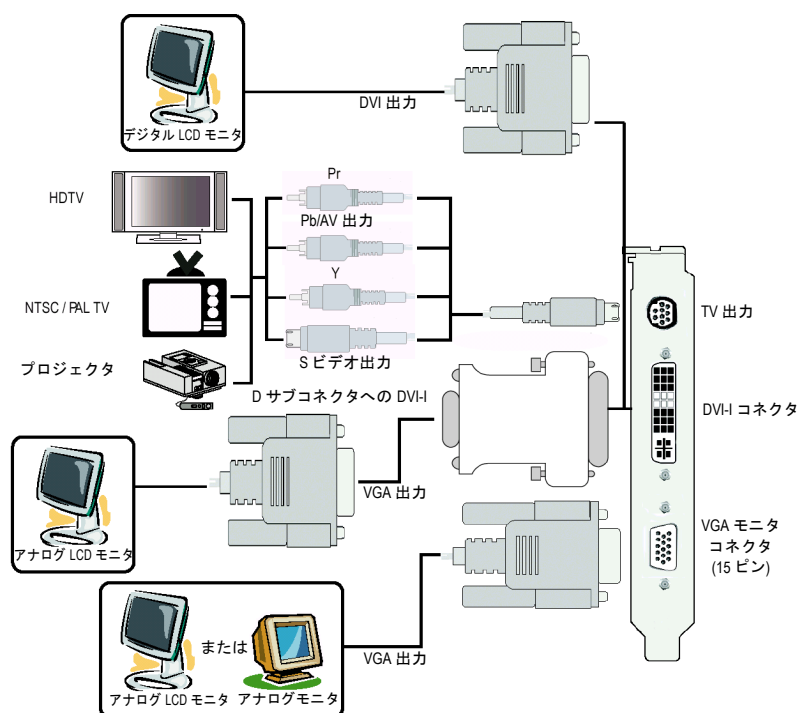 DVI 出力
デジタル LCD モニタ
HDTV
Pr
Pb/AV 出力
NTSC / PAL TV
Y
TV 出力
プロジェクタ
S ビデオ出力
D サブコネクタへの DVI-I
DVI-I コネクタ
VGA 出力
アナログ LCD モニタ
VGA モニタ
コネクタ
(15 ピン)
または
VGA 出力
アナログ LCD モニタ
アナログモニタ